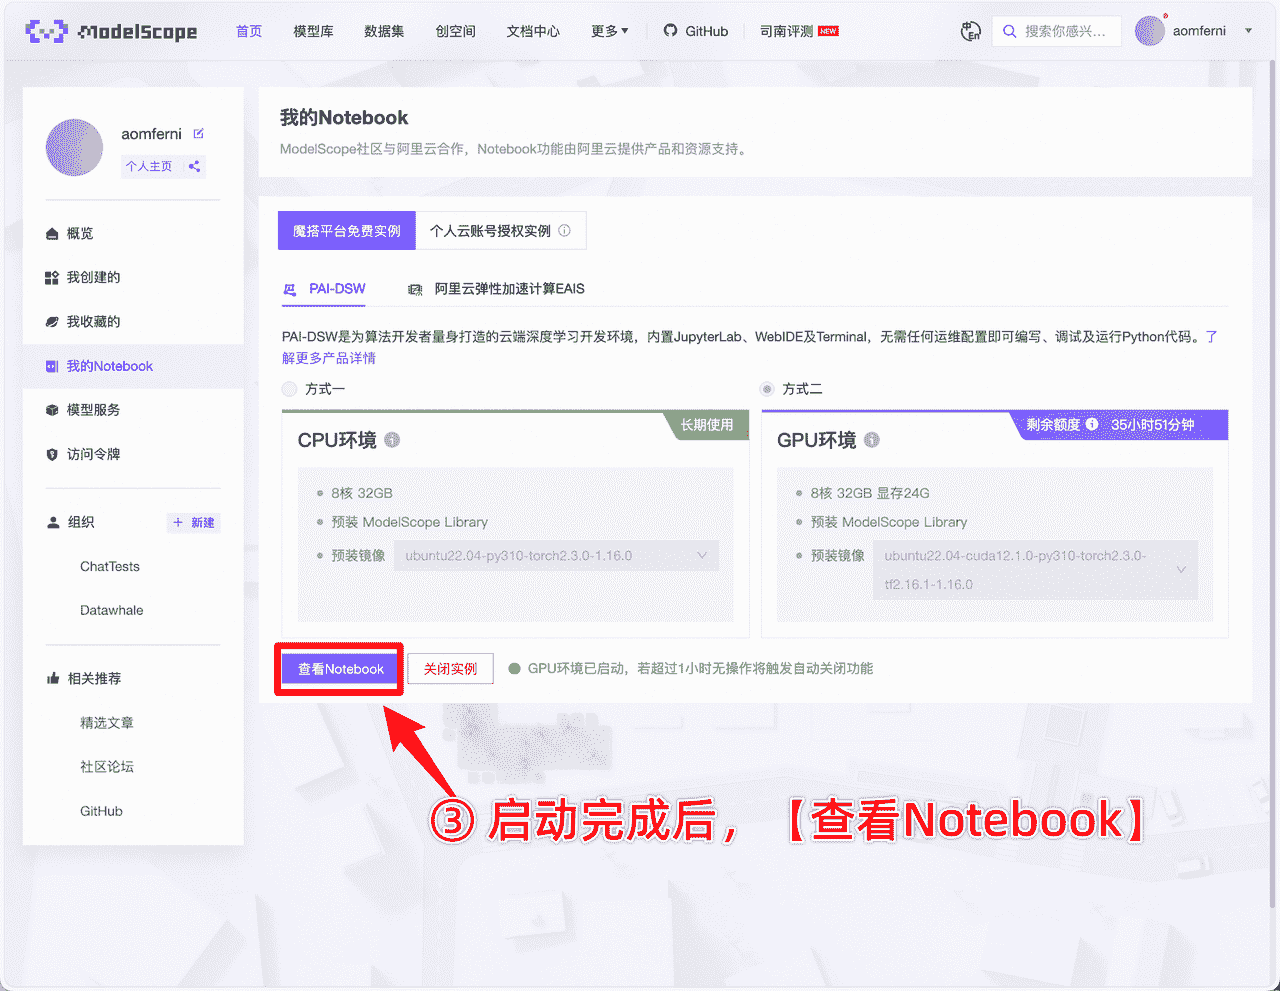 ModelScope 首页 模型库 数据集 创空间 文档中心 更多 GitHub 司南评测 NEW 中 En 搜索你感兴... aomferni
aomferni
个人主页
概览
我创建的
我收藏的
我的Notebook
模型服务
访问令牌
组织 + 新建
ChatTests
Datawhale
相关推荐
精选文章
社区论坛
GitHub
我的Notebook
ModelScope社区与阿里云合作，Notebook功能由阿里云提供产品和资源支持。
魔搭平台免费实例 个人云账号授权实例
PAI-DSW 阿里云弹性加速计算EAIS
PAI-DSW是为算法开发者量身打造的云端深度学习开发环境，内置JupyterLab、WebIDE及Terminal，无需任何运维配置即可编写、调试及运行Python代码。了
解更多产品详情
方式一
CPU环境 长期使用
8核 32GB
预装 ModelScope Library
预装镜像 ubuntu22.04-py310-torch2.3.0-1.16.0
方式二
GPU环境 剩余额度 35小时51分钟
8核 32GB 显存24G
预装 ModelScope Library
预装镜像 ubuntu22.04-cuda12.1.0-py310-torch2.3.0-
tf2.16.1-1.16.0
查看Notebook 关闭实例 GPU环境已启动，若超过1小时无操作将触发自动关闭功能
③ 启动完成后，【查看Notebook】